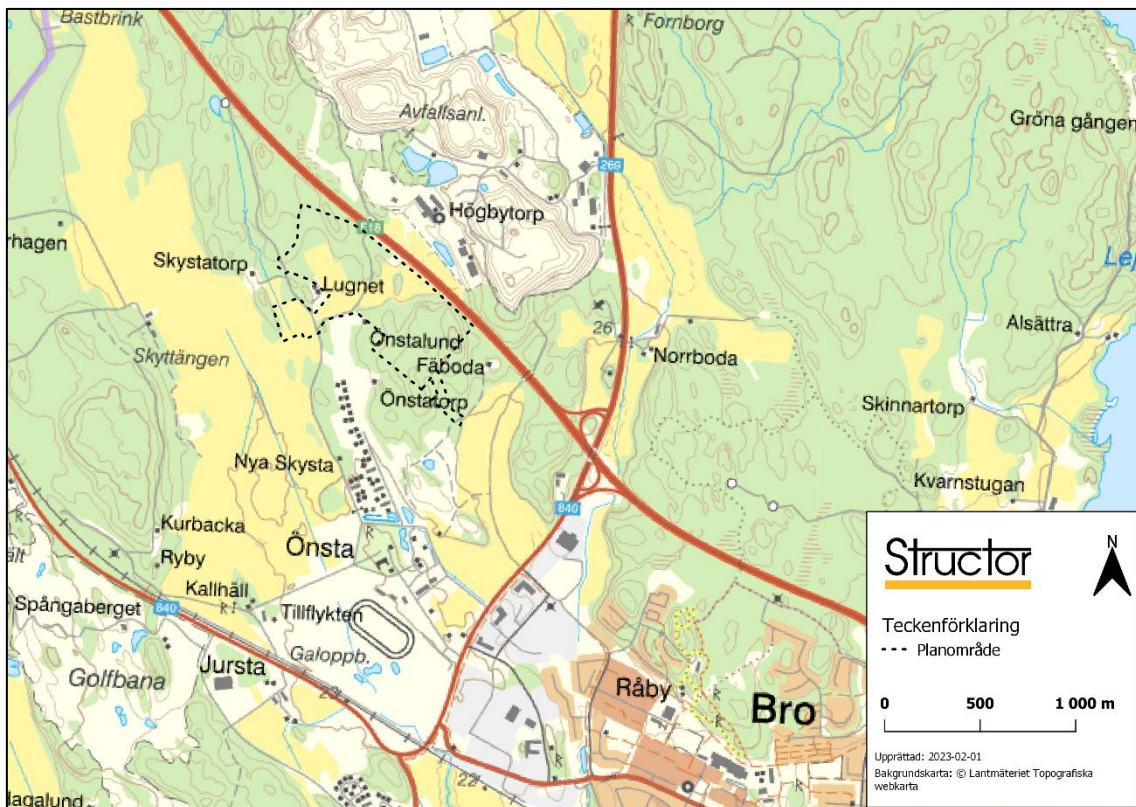 Bastbrink
Fornborg
Avfallsanl.
Gröna gången
269
Högbytorp
E18
rhagen
Skystatorp
Lugnet
Alsättra
26
Önstalund
Norrboda
Fäboda
Skyttängen
Önstatorp
Skinnartorp
Nya Skysta
Kvarnstugan
840
Kurbacka
Önsta
Ryby
Kallhäll
Spångaberget
840
Tillflykten
Galoppb.
Jursta
Golfbana
23
Råby
Bro
22
Structor
N
Teckenförklaring
Planområde
0 500 1 000 m
Upprättad: 2023-02-01
Bakgrundskarta: © Lantmäteriet Topografiska
webkarta